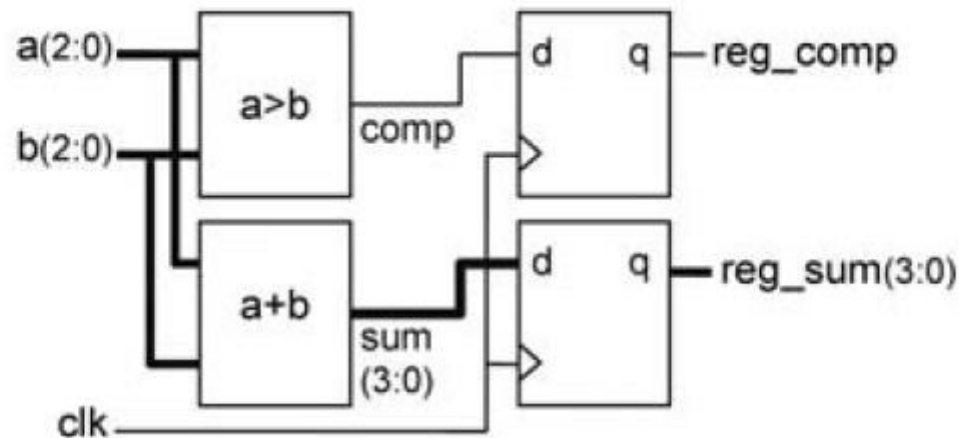 a(2:0)
b(2:0)
a>b
comp
d q
reg_comp
a+b
sum
(3:0)
d q
reg_sum(3:0)
clk